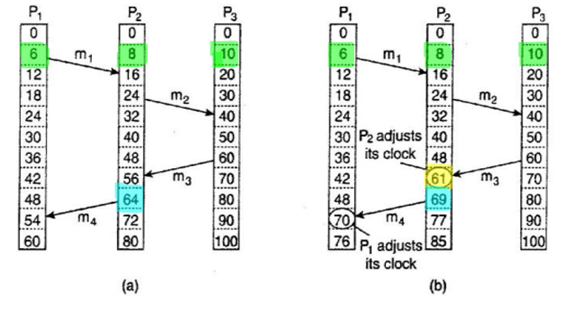 P1 P2 P3 P1 P2 P3
0 0 0 0 0 0
6 m1 8 10 6 m1 8 10
12 16 20 12 16 20
18 24 m2 30 18 24 m2 30
24 32 40 24 32 40
30 40 50 30 P2 adjusts 40 50
36 48 60 36 its clock 48 60
42 56 m3 70 42 61 m3 70
48 64 80 48 m4 69 80
54 m4 72 90 70 77 90
60 80 100 76 P1 adjusts 85 100
its clock
(a) (b)